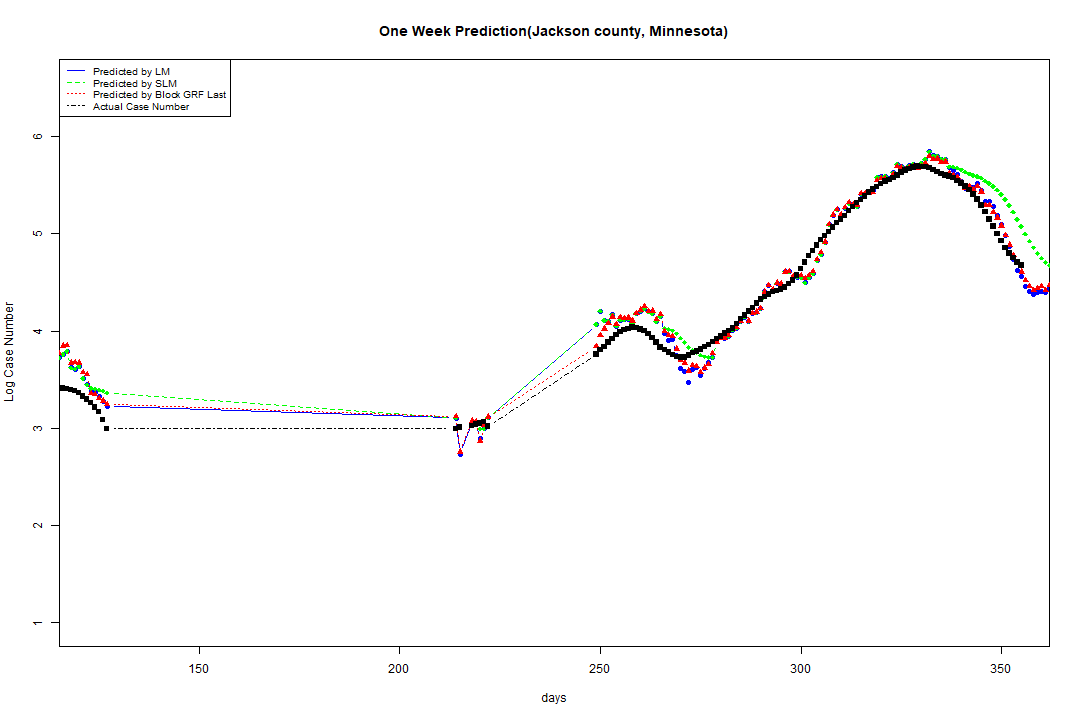 One Week Prediction(Jackson county, Minnesota)
Predicted by LM
Predicted by SLM
Predicted by Block GRF Last
Actual Case Number
Log Case Number
6
5
4
3
2
1
150
200
250
300
350
days